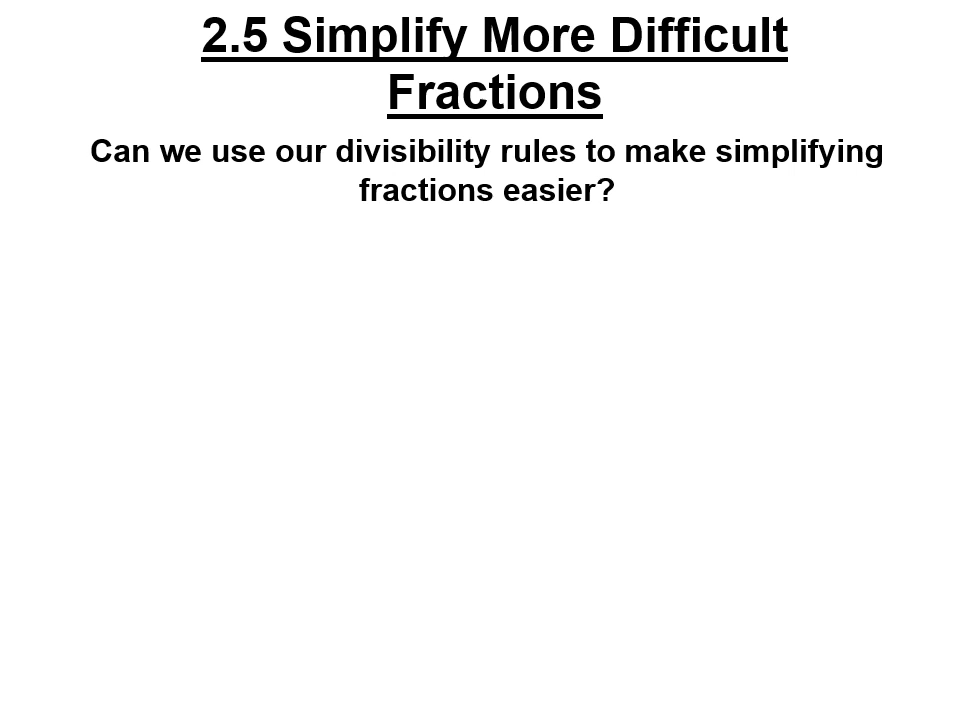 2.5 Simplify More Difficult
Fractions
Can we use our divisibility rules to make simplifying
fractions easier?